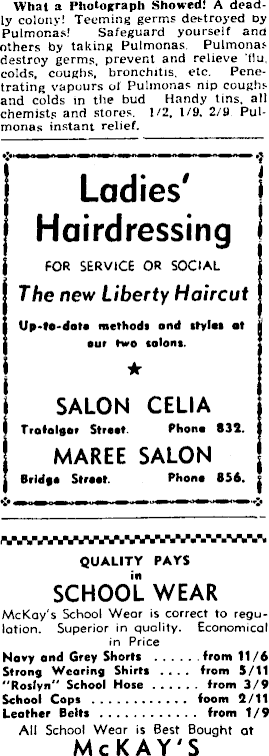 What a Photograph Showed! A dead-
ly colony! Teeming germs destroyed by
Pulmonas! Safeguard yourself and
others by taking Pulmonas. Pulmonas
destroy germs, prevent and relieve 'flu,
colds, coughs, bronchitis, etc. Pene-
trating vapours of Pulmonas nip coughs
and colds in the bud Handy tins, all
chemists and stores. 1/2, 1/9, 2/9. Pul-
monas instant relief.
Ladies'
Hairdressing
FOR SERVICE OR SOCIAL
The new Liberty Haircut
Up-to-date methods and styles at
our two salons.
★
SALON CELIA
Trafalgar Street. Phone 832.
MAREE SALON
Bridge Street. Phone 856.
QUALITY PAYS
in
SCHOOL WEAR
McKay's School Wear is correct to regu-
lation. Superior in quality. Economical
in Price
Navy and Grey Shorts ...... from 11/6
Strong Wearing Shirts .... from 5/11
"Roslyn" School Hose ...... from 3/9
School Caps ............ foom 2/11
Leather Belts ............ from 1/9
All School Wear is Best Bought at
McKAY'S